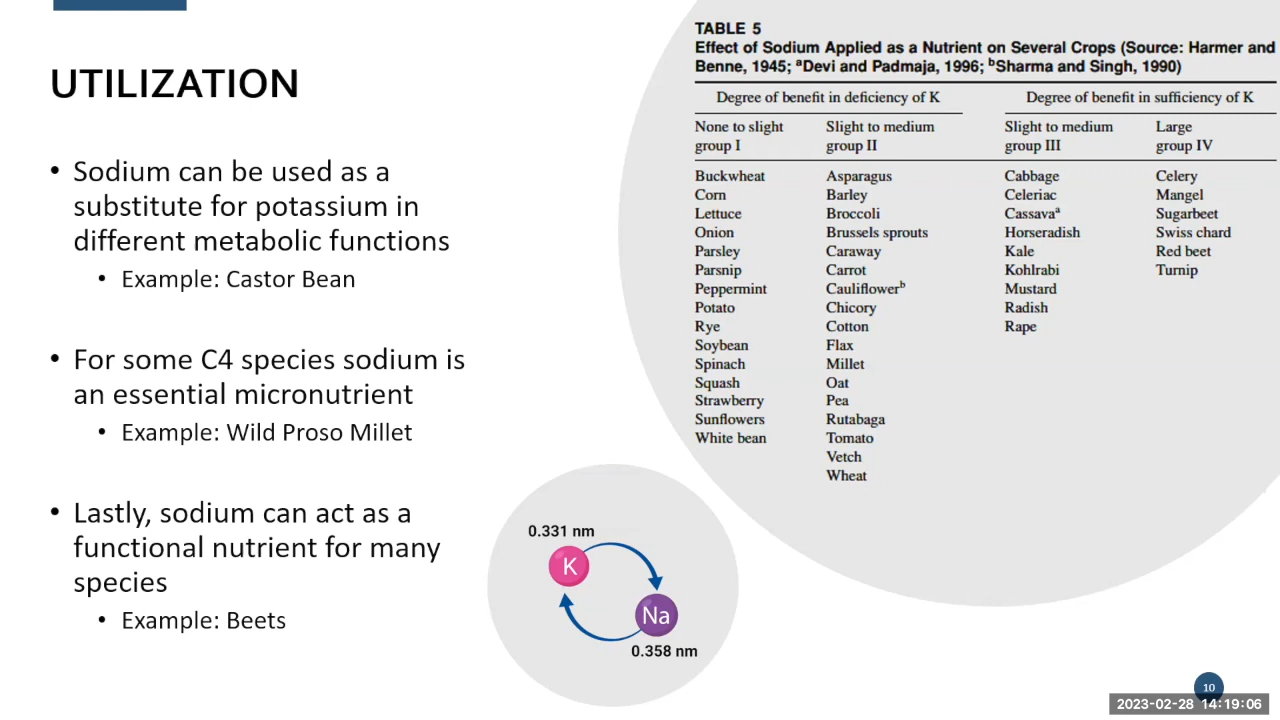 UTILIZATION
• Sodium can be used as a
substitute for potassium in
different metabolic functions
• Example: Castor Bean
• For some C4 species sodium is
an essential micronutrient
• Example: Wild Proso Millet
• Lastly, sodium can act as a
functional nutrient for many
species
• Example: Beets
TABLE 5
Effect of Sodium Applied as a Nutrient on Several Crops (Source: Harmer and
Benne, 1945; aDevi and Padmaja, 1996; bSharma and Singh, 1990)
Degree of benefit in deficiency of K Degree of benefit in sufficiency of K
None to slight Slight to medium Slight to medium Large
group I group II group III group IV
Buckwheat Asparagus Cabbage Celery
Corn Barley Celeriac Mangel
Lettuce Broccoli Cassavaa Sugarbeet
Onion Brussels sprouts Horseradish Swiss chard
Parsley Caraway Kale Red beet
Parsnip Carrot Kohlrabi Turnip
Peppermint Cauliflowerb Mustard
Potato Chicory Radish
Rye Cotton Rape
Soybean Flax
Spinach Millet
Squash Oat
Strawberry Pea
Sunflowers Rutabaga
White bean Tomato
Vetch
Wheat
0.331 nm
K
Na
0.358 nm
10
2023-02-28 14:19:06